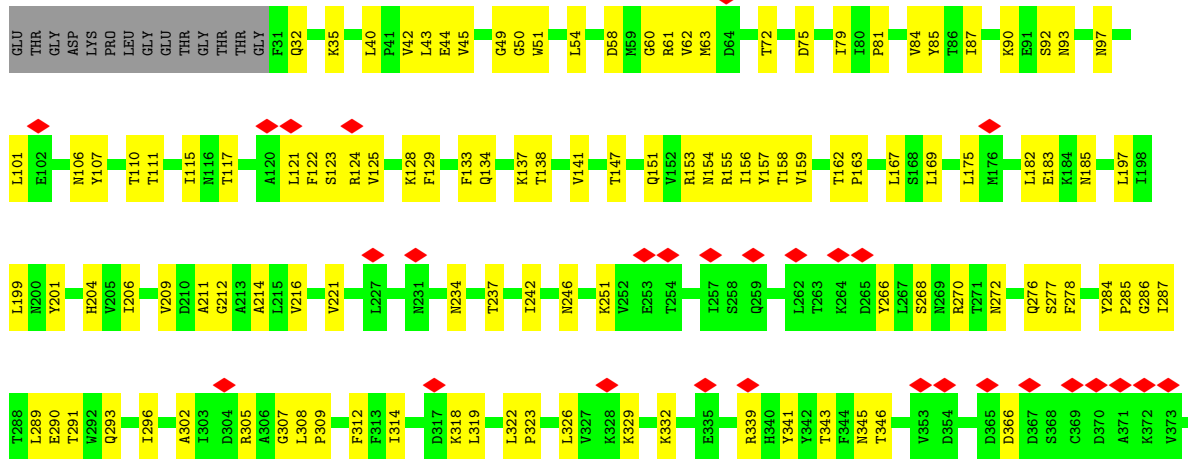 GLU THR GLY ASP LYS PRO LEU GLY GLU THR GLY THR THR GLY F31 Q32 K35 L40 P41 V42 L43 E44 V45 G49 G50 W51 L54 D58 M59 G60 R61 V62 M63 D64 T72 D75 I79 I80 P81 V84 Y85 T86 I87 K90 E91 S92 N93 N97
L101 E102 N106 Y107 T110 T111 I115 N116 T117 A120 L121 F122 S123 R124 V125 K128 F129 F133 Q134 K137 T138 V141 T147 Q151 V152 R153 N154 R155 I156 Y157 T158 V159 T162 P163 L167 S168 L169 L175 M176 L182 E183 K184 N185 L197 I198
L199 N200 Y201 H204 V205 I206 V209 D210 A211 G212 A213 A214 L215 V216 V221 L227 N231 N234 T237 I242 N246 K251 V252 E253 T254 I257 S258 Q259 L262 T263 K264 D265 Y266 L267 S268 N269 R270 T271 N272 Q276 S277 F278 Y284 P285 G286 I287
T288 L289 E290 T291 W292 Q293 I296 A302 I303 D304 R305 A306 G307 L308 P309 F312 F313 I314 D317 K318 L319 L322 P323 L326 V327 K328 K329 K332 E335 R339 H340 Y341 Y342 T343 F344 N345 T346 V353 D354 D365 D366 D367 S368 C369 D370 A371 K372 V373